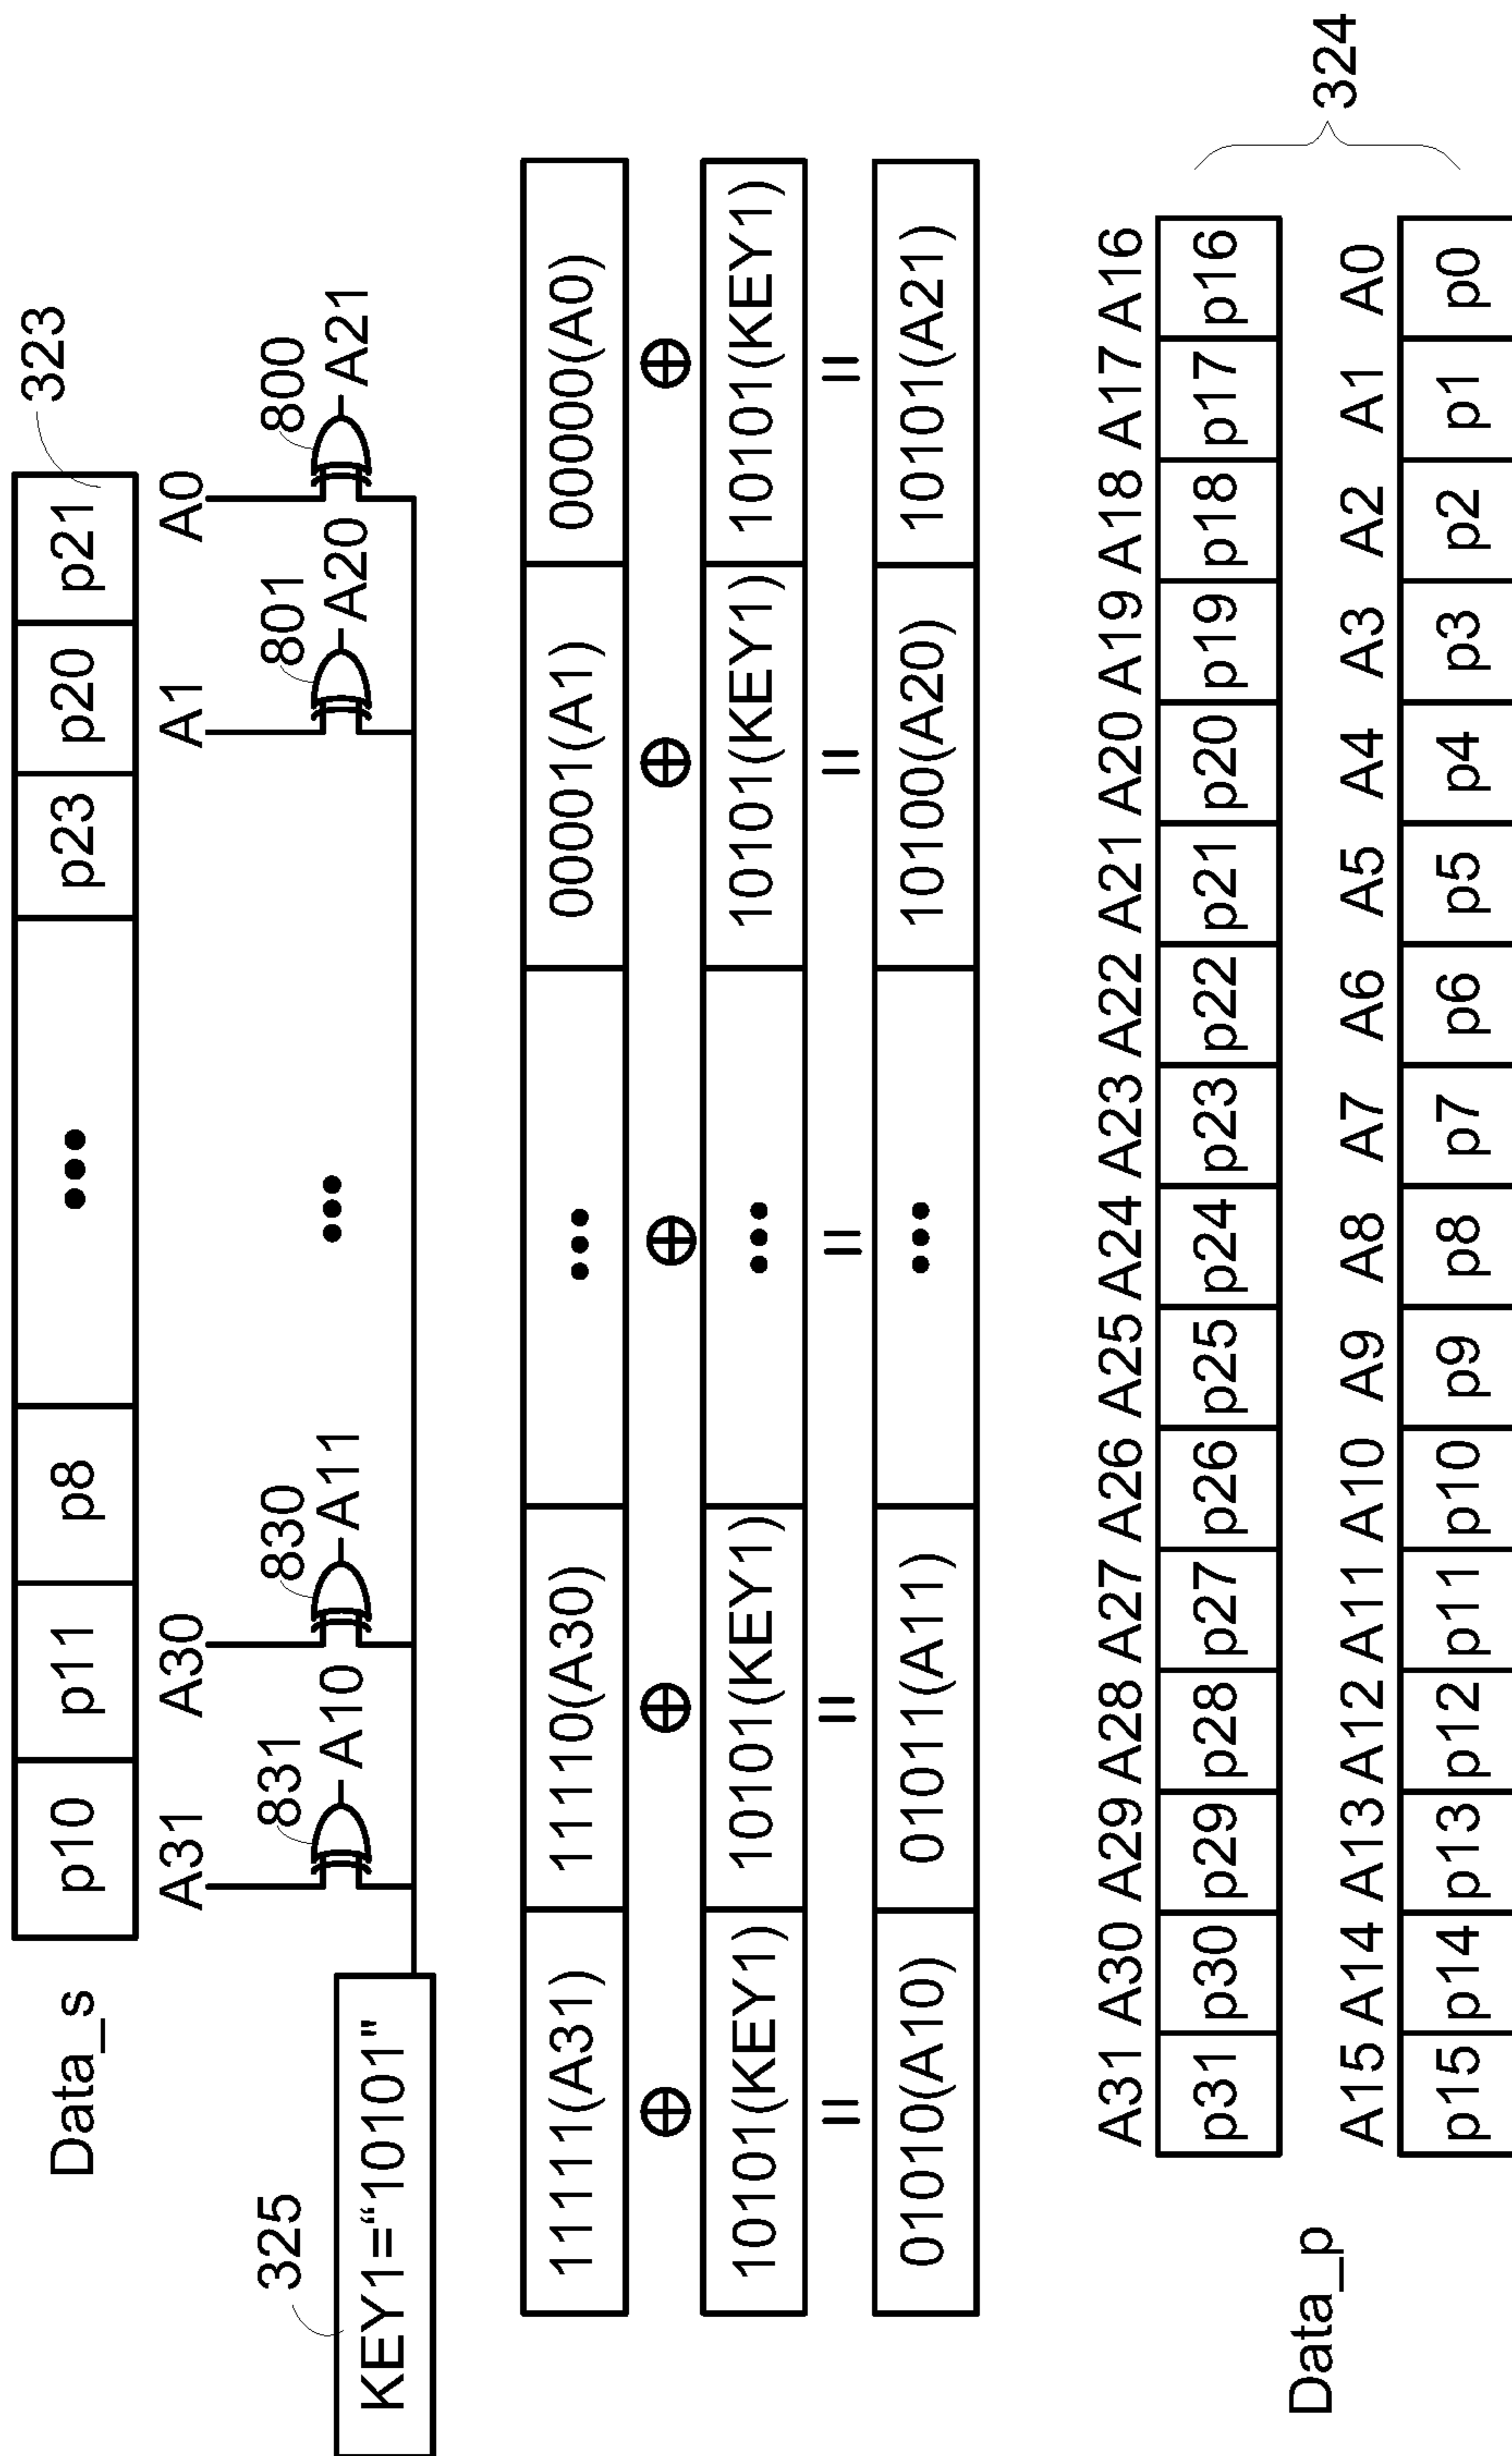 323
Data_s p10 p11 p8 ••• p23 p20 p21
A31 A30 A1 A0
325 831 830 801 800
KEY1=“10101" A10 A11 ••• A20 A21
11111(A31) 11110(A30) ••• 00001(A1) 00000(A0)
⊕ ⊕ ⊕ ⊕ ⊕
10101(KEY1) 10101(KEY1) ••• 10101(KEY1) 10101(KEY1)
= = = = =
01010(A10) 01011(A11) ••• 10100(A20) 10101(A21)
A31 A30 A29 A28 A27 A26 A25 A24 A23 A22 A21 A20 A19 A18 A17 A16
p31 p30 p29 p28 p27 p26 p25 p24 p23 p22 p21 p20 p19 p18 p17 p16
Data_p 324
A15 A14 A13 A12 A11 A10 A9 A8 A7 A6 A5 A4 A3 A2 A1 A0
p15 p14 p13 p12 p11 p10 p9 p8 p7 p6 p5 p4 p3 p2 p1 p0